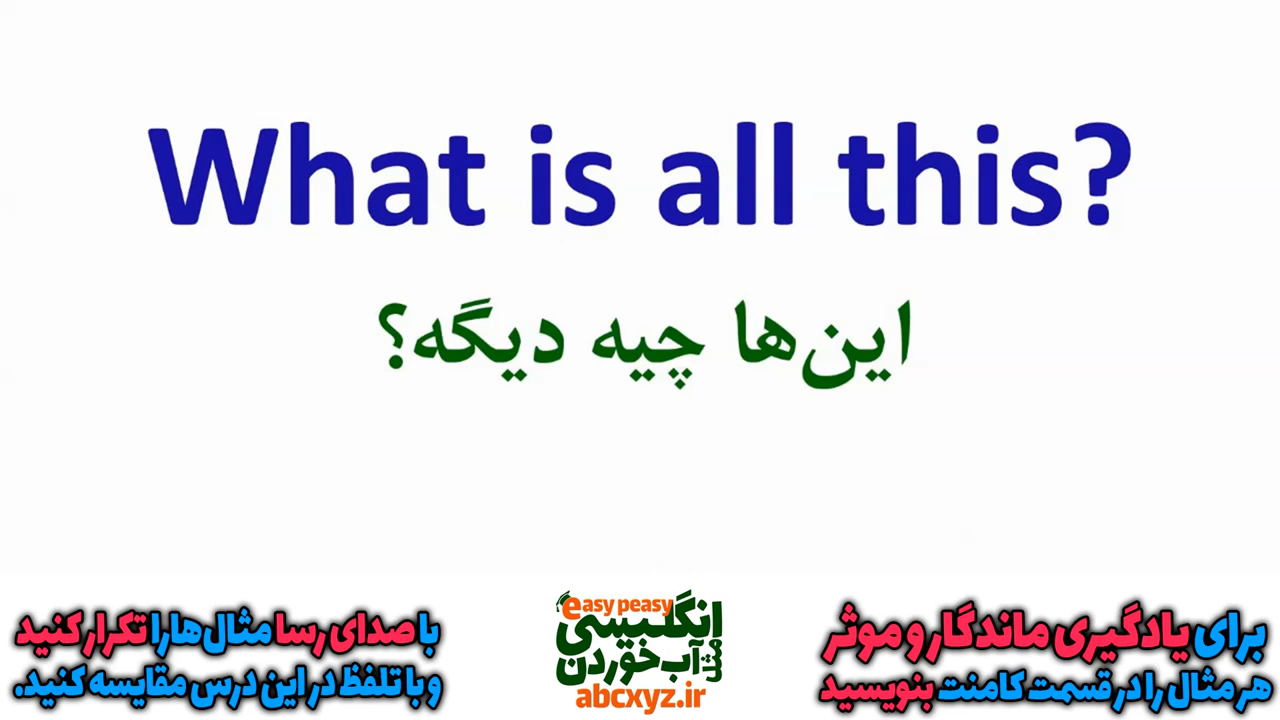 What is all this?
این‌ها چیه دیگه؟
برای یادگیری ماندگار و موثر
هر مثال را در قسمت کامنت بنویسید
easy peasy
انگلیسی
مثل
آب خوردن
abcxyz.ir
با صدای رسا مثال‌ها را تکرار کنید
و با تلفظ در این درس مقایسه کنید.